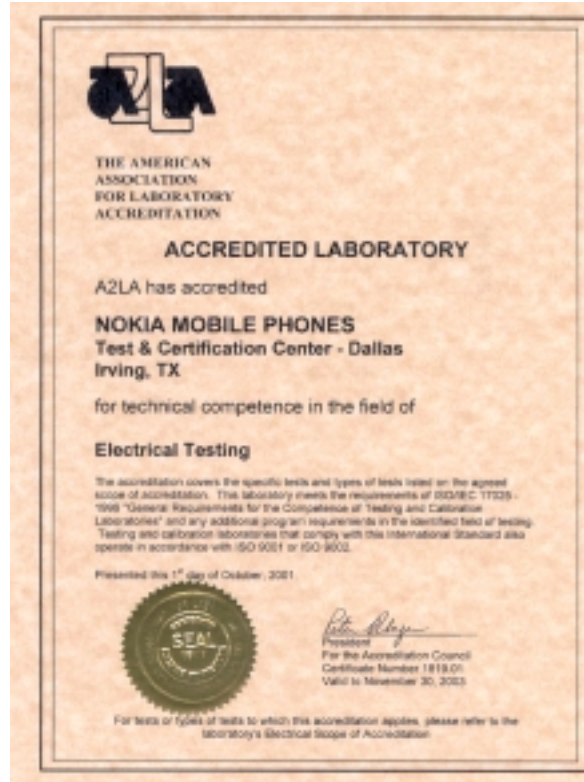 A2LA
THE AMERICAN
ASSOCIATION
FOR LABORATORY
ACCREDITATION
ACCREDITED LABORATORY
A2LA has accredited
NOKIA MOBILE PHONES
Test & Certification Center - Dallas
Irving, TX
for technical competence in the field of
Electrical Testing
The accreditation covers the specific tests and types of tests listed on the agreed
scope of accreditation. This laboratory meets the requirements of ISO/IEC 17025 -
"General Requirements for the Competence of Testing and Calibration
Laboratories" and any additional program requirements in the identified field of testing.
Testing and calibration laboratories that comply with this International Standard also
operate in accordance with ISO 9001 or ISO 9002.
Presented this 1st day of October, 2001.
SEAL
President
For the Accreditation Council
Certificate Number 1819.01
Valid to November 30, 2003
For tests or types of tests to which this accreditation applies, please refer to the
laboratory's Electrical Scope of Accreditation